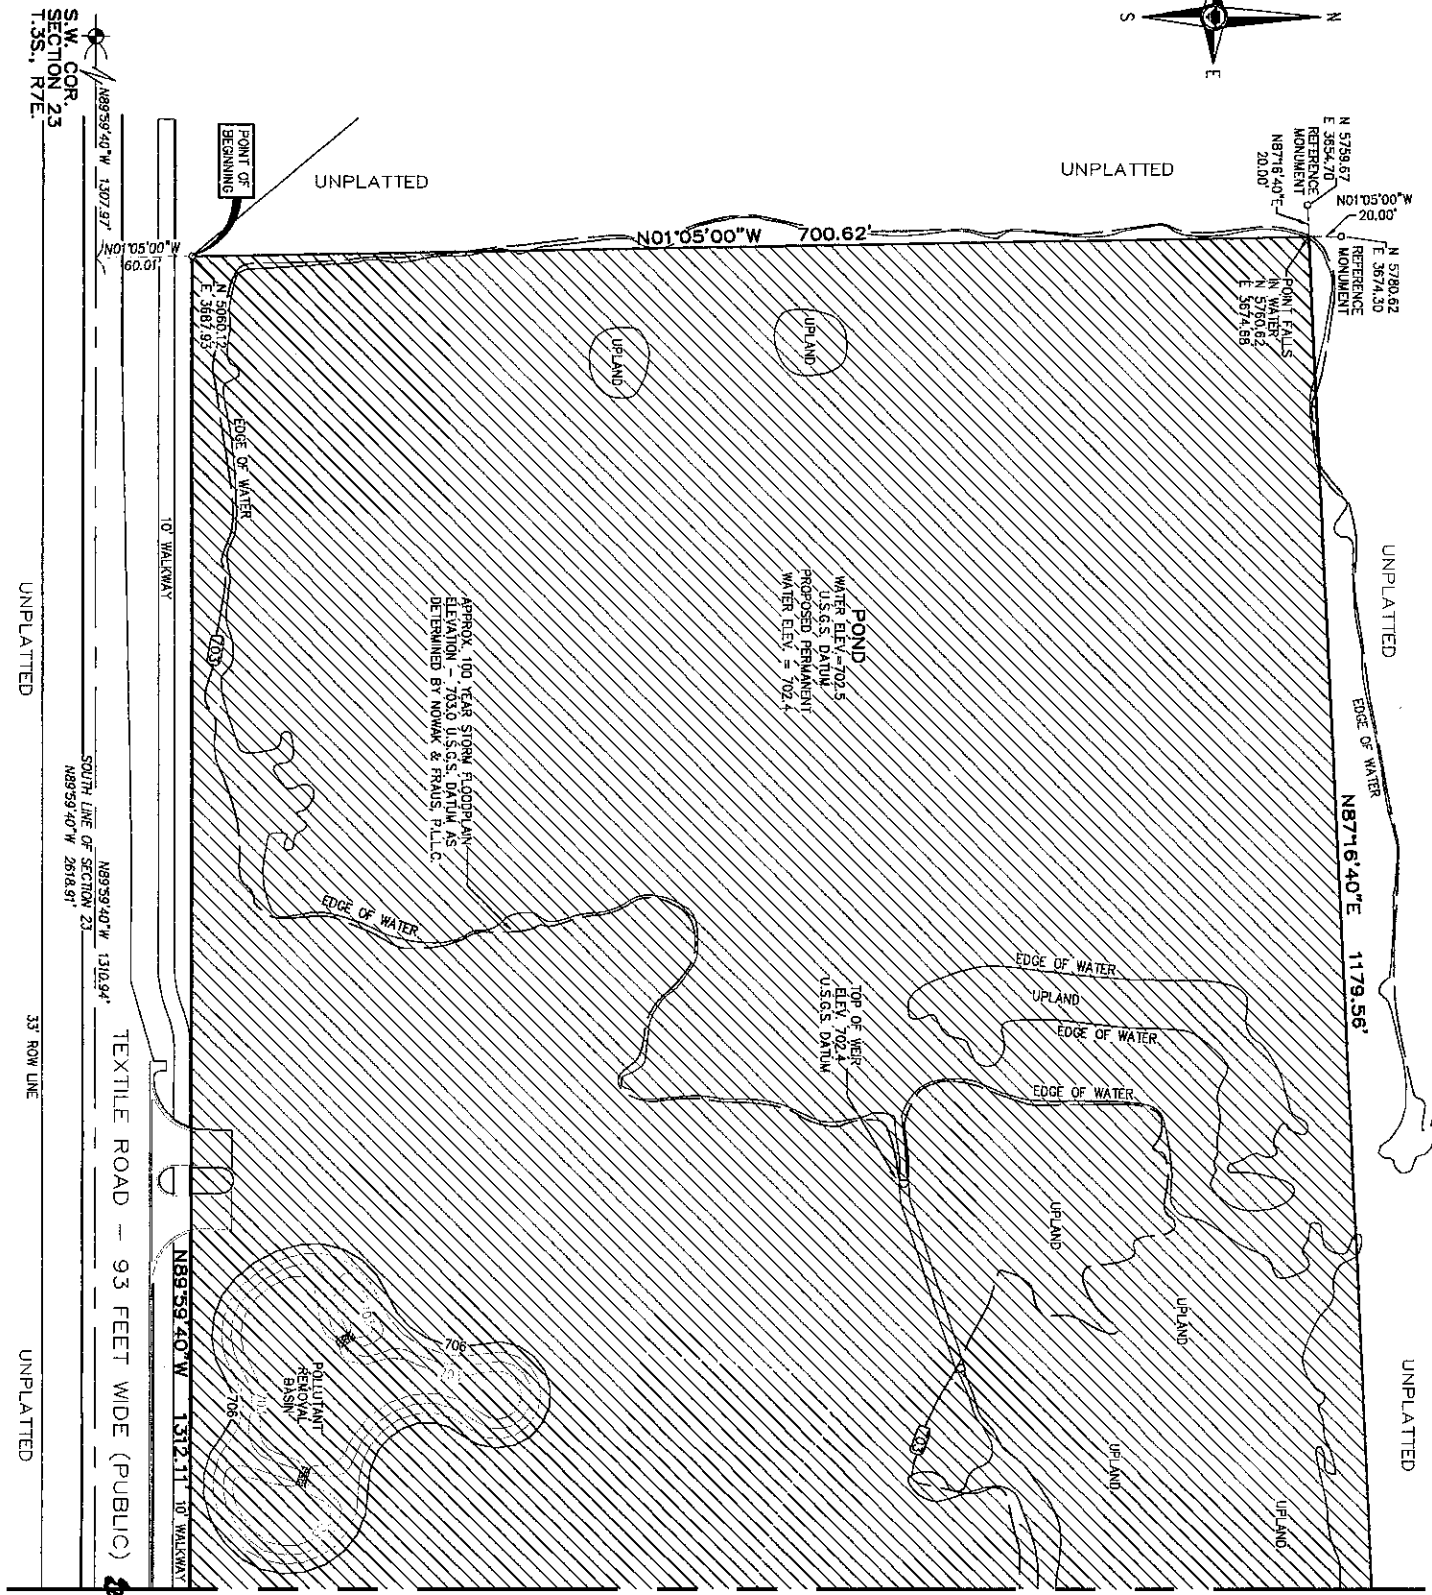 N
S
E
N 5759.67
E 3654.70
REFERENCE
MONUMENT
N87°16'40"E
20.00'
N01°05'00"W
20.00'
N 5780.62
E 3674.30
REFERENCE
MONUMENT
POINT FALLS
IN WATER
N 5760.62
E 3674.68
UNPLATTED
UNPLATTED
N01°05'00"W 700.62'
POINT OF
BEGINNING
N01°05'00"W
60.01'
N 5060.12
E 3687.93
S.W. COR.
SECTION 23
T.3S., R7E.
N89°59'40"W 1307.97'
UPLAND
UPLAND
EDGE OF WATER
703
10' WALKWAY
UNPLATTED
POND
WATER ELEV.=702.5
U.S.G.S. DATUM
PROPOSED PERMANENT
WATER ELEV. = 702.4
APPROX. 100 YEAR STORM FLOODPLAIN
ELEVATION - 703.0 U.S.G.S. DATUM AS
DETERMINED BY NOWAK & FRAUS, P.L.L.C.
UNPLATTED
EDGE OF WATER
N87°16'40"E 1179.56'
EDGE OF WATER
EDGE OF WATER
UPLAND
EDGE OF WATER
EDGE OF WATER
TOP OF WEIR
ELEV. 702.4
U.S.G.S. DATUM
SOUTH LINE OF SECTION 23
N89°59'40"W 2618.91'
N89°59'40"W 1310.94'
33' ROW LINE
TEXTILE ROAD - 93 FEET WIDE (PUBLIC)
UPLAND
UPLAND
UPLAND
UPLAND
703
706
706
POLLUTANT
REMOVAL
BASIN
N89°59'40"W 1312.11'
10' WALKWAY
UNPLATTED
UNPLATTED